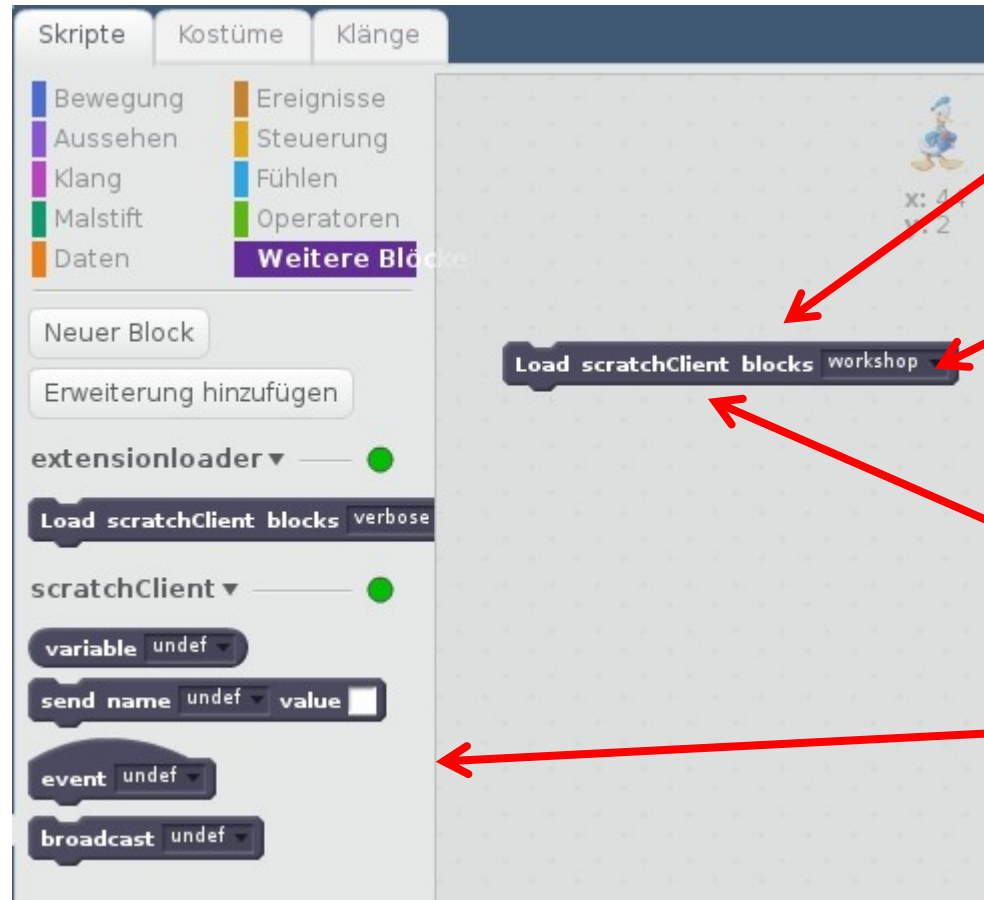 Skripte Kostüme Klänge
Bewegung Ereignisse
Aussehen Steuerung
Klang Fühlen
Malstift Operatoren
Daten Weitere Blöcke
x: 44
y: 2
Neuer Block
Load scratchClient blocks workshop
Erweiterung hinzufügen
extensionloader
Load scratchClient blocks verbose
scratchClient
variable undef
send name undef value
event undef
broadcast undef